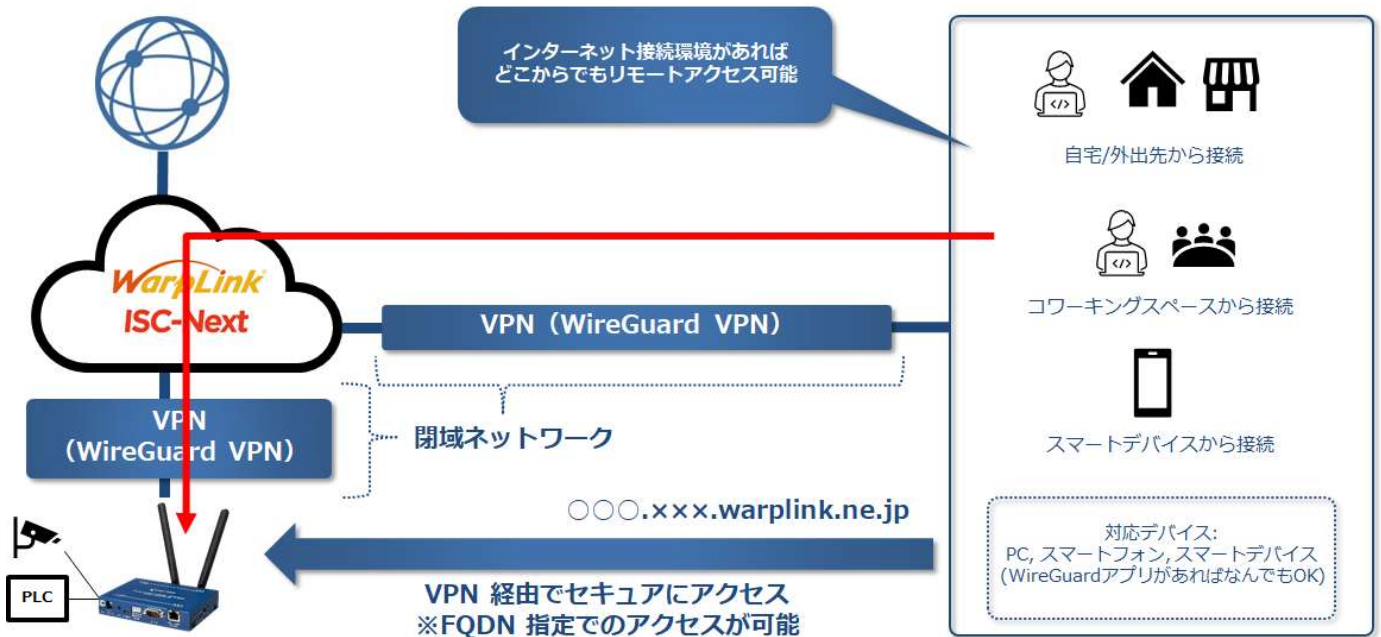 インターネット接続環境があれば
どこからでもリモートアクセス可能
自宅/外出先から接続
WarpLink
ISC-Next
コワーキングスペースから接続
VPN（WireGuard VPN）
VPN
（WireGuard VPN）
閉域ネットワーク
スマートデバイスから接続
○○○.×××.warplink.ne.jp
対応デバイス:
PC, スマートフォン, スマートデバイス
(WireGuardアプリがあればなんでもOK)
PLC
VPN 経由でセキュアにアクセス
※FQDN 指定でのアクセスが可能